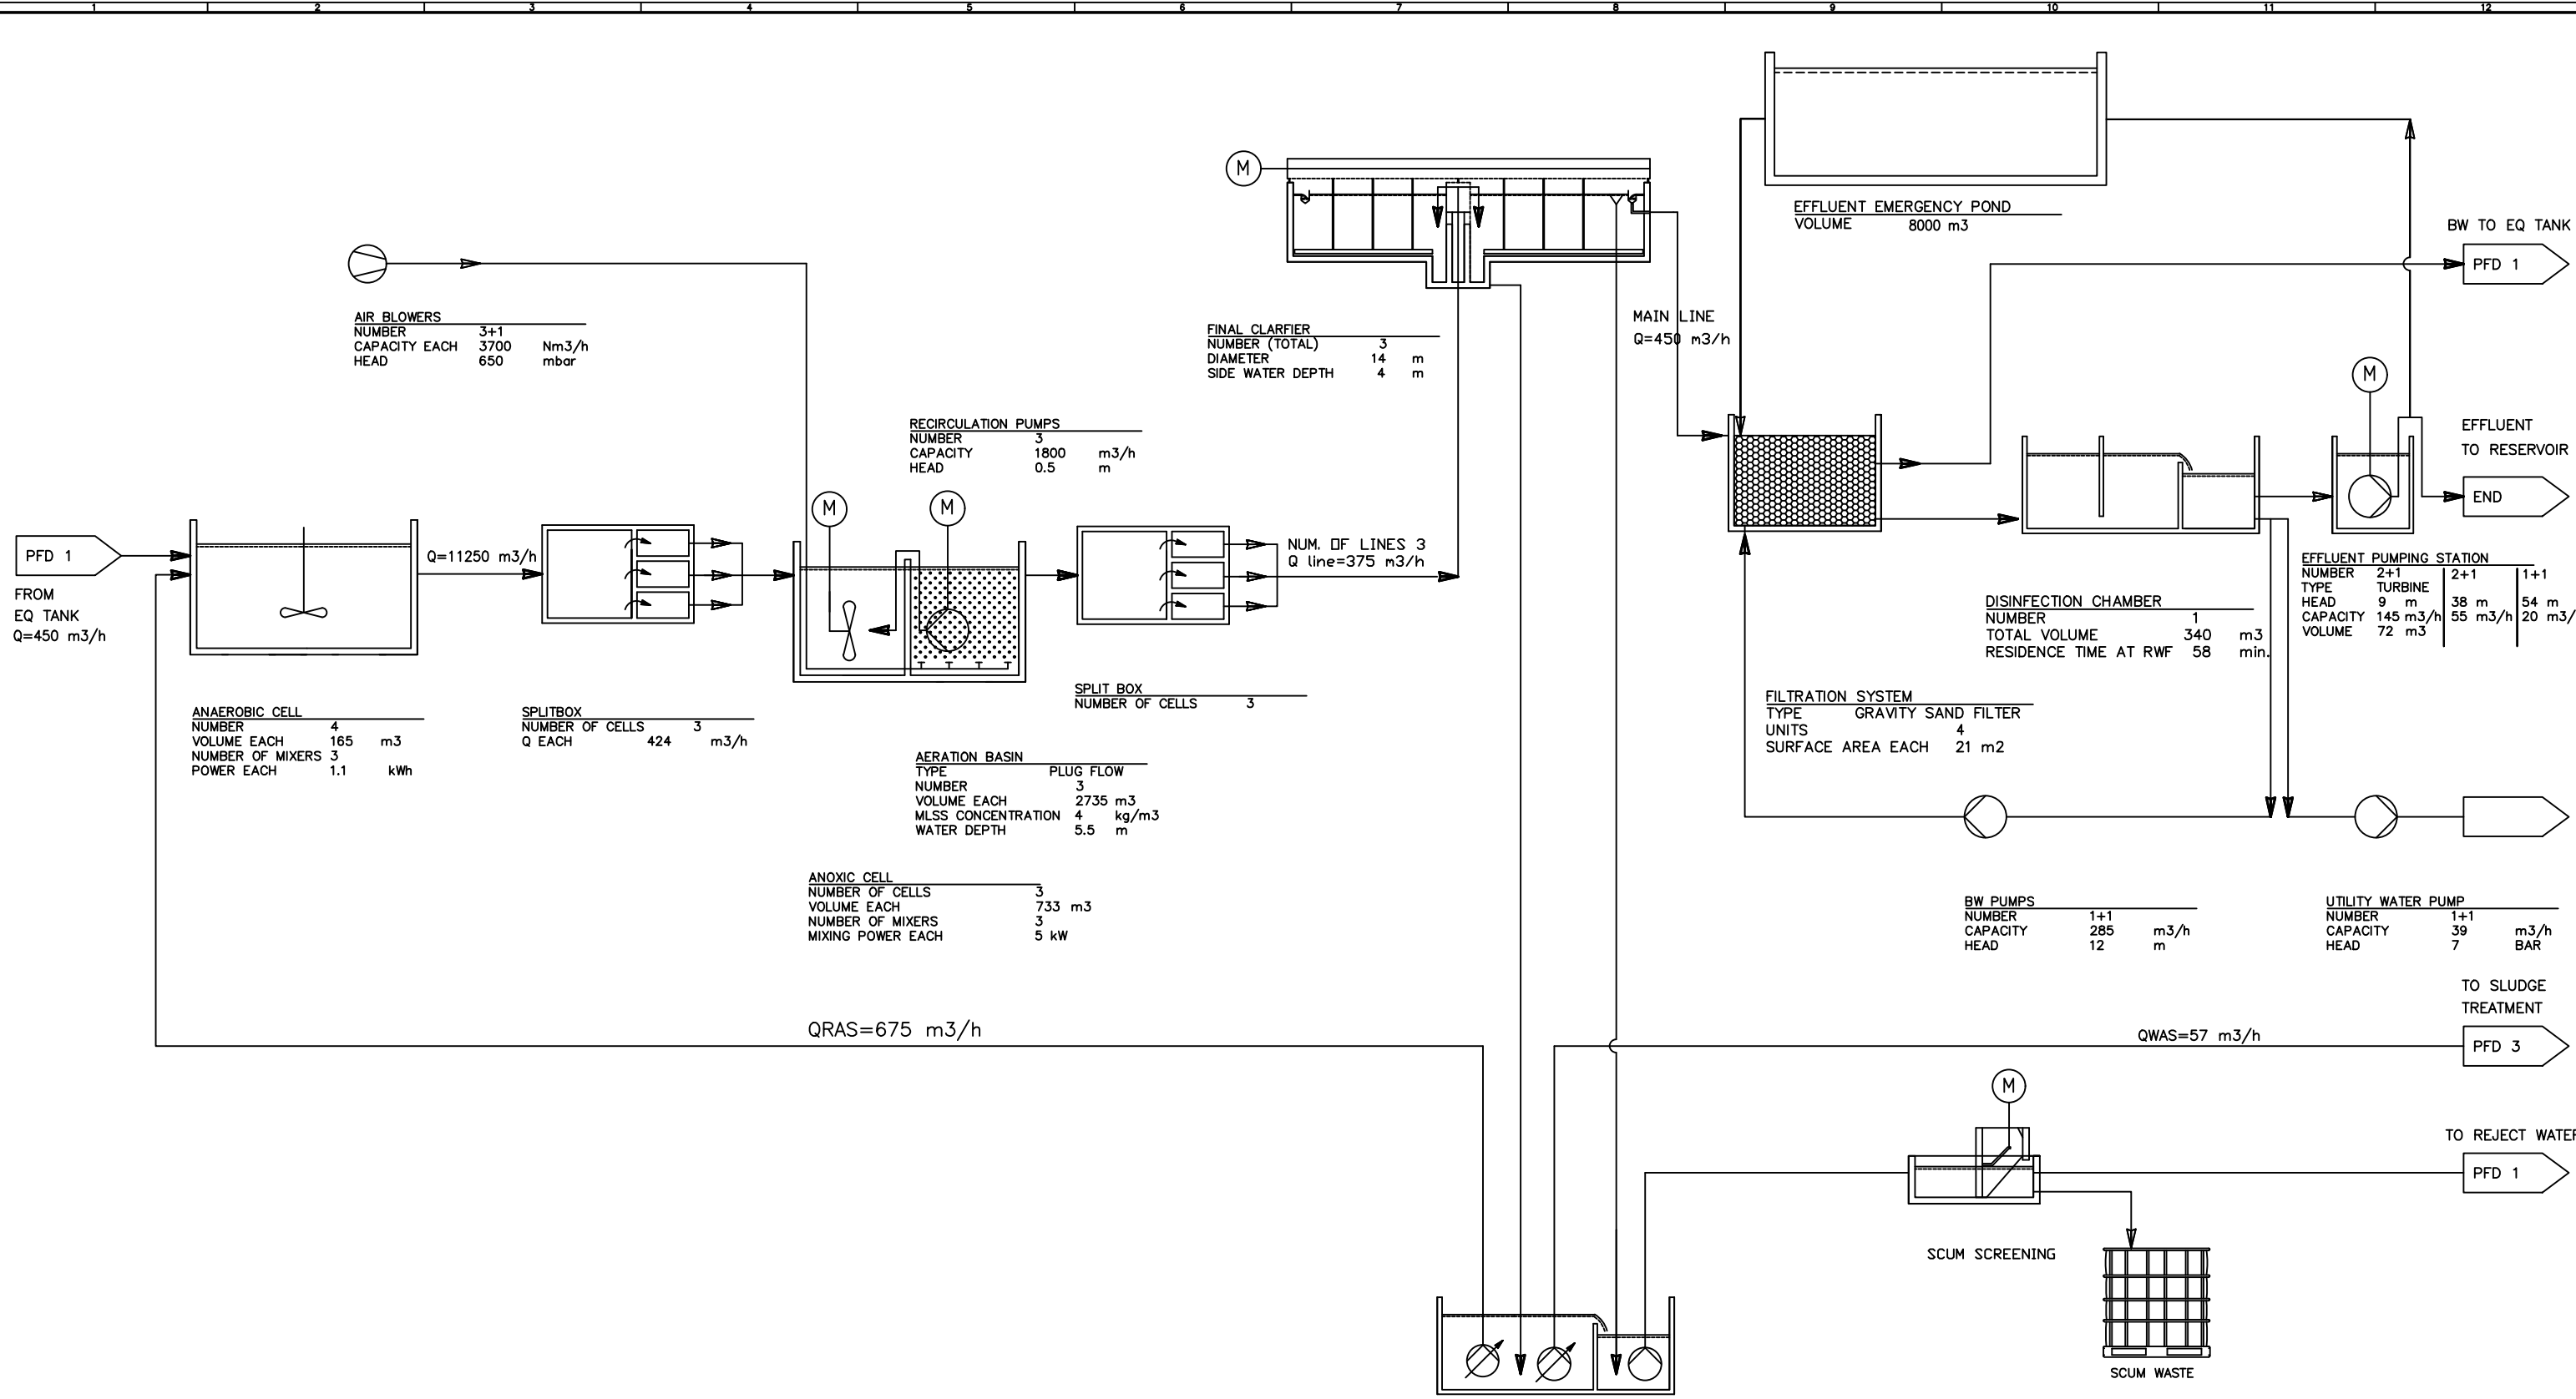 1 2 3 4 5 6 7 8 9 10 11 12
EFFLUENT EMERGENCY POND
VOLUME 8000 m3
BW TO EQ TANK
PFD 1
M
AIR BLOWERS
NUMBER 3+1
CAPACITY EACH 3700 Nm3/h
HEAD 650 mbar
FINAL CLARFIER
NUMBER (TOTAL) 3
DIAMETER 14 m
SIDE WATER DEPTH 4 m
MAIN LINE
Q=450 m3/h
M
RECIRCULATION PUMPS
NUMBER 3
CAPACITY 1800 m3/h
HEAD 0.5 m
EFFLUENT
TO RESERVOIR
END
M
M
PFD 1
FROM
EQ TANK
Q=450 m3/h
Q=11250 m3/h
NUM. OF LINES 3
Q line=375 m3/h
EFFLUENT PUMPING STATION
NUMBER 2+1 2+1 1+1
TYPE TURBINE
HEAD 9 m 38 m 54 m
CAPACITY 145 m3/h 55 m3/h 20 m3/
VOLUME 72 m3
DISINFECTION CHAMBER
NUMBER 1
TOTAL VOLUME 340 m3
RESIDENCE TIME AT RWF 58 min.
ANAEROBIC CELL
NUMBER 4
VOLUME EACH 165 m3
NUMBER OF MIXERS 3
POWER EACH 1.1 kWh
SPLITBOX
NUMBER OF CELLS 3
Q EACH 424 m3/h
SPLIT BOX
NUMBER OF CELLS 3
FILTRATION SYSTEM
TYPE GRAVITY SAND FILTER
UNITS 4
SURFACE AREA EACH 21 m2
AERATION BASIN
TYPE PLUG FLOW
NUMBER 3
VOLUME EACH 2735 m3
MLSS CONCENTRATION 4 kg/m3
WATER DEPTH 5.5 m
ANOXIC CELL
NUMBER OF CELLS 3
VOLUME EACH 733 m3
NUMBER OF MIXERS 3
MIXING POWER EACH 5 kW
BW PUMPS
NUMBER 1+1
CAPACITY 285 m3/h
HEAD 12 m
UTILITY WATER PUMP
NUMBER 1+1
CAPACITY 39 m3/h
HEAD 7 BAR
TO SLUDGE
TREATMENT
QRAS=675 m3/h
QWAS=57 m3/h
PFD 3
M
TO REJECT WATER
PFD 1
SCUM SCREENING
SCUM WASTE